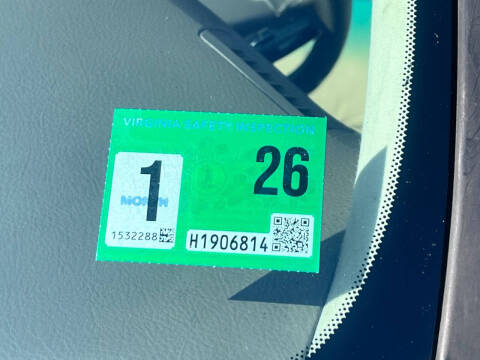 VIRGINIA SAFETY INSPECTION
1 26
MONTH
1532288 H1906814